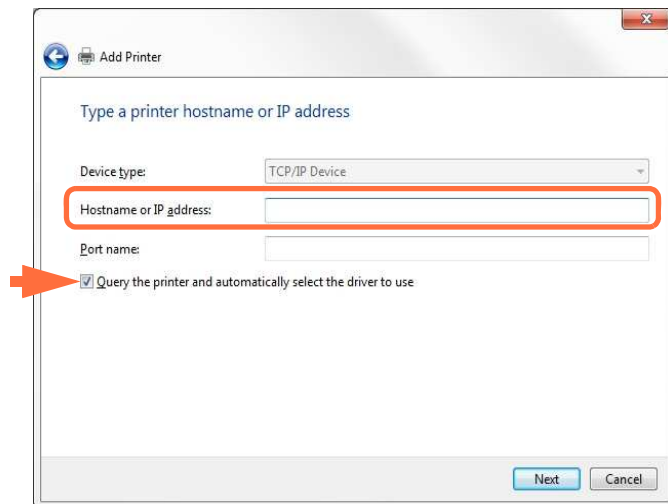 Add Printer
Type a printer hostname or IP address
Device type: TCP/IP Device
Hostname or IP address:
Port name:
Query the printer and automatically select the driver to use
Next Cancel